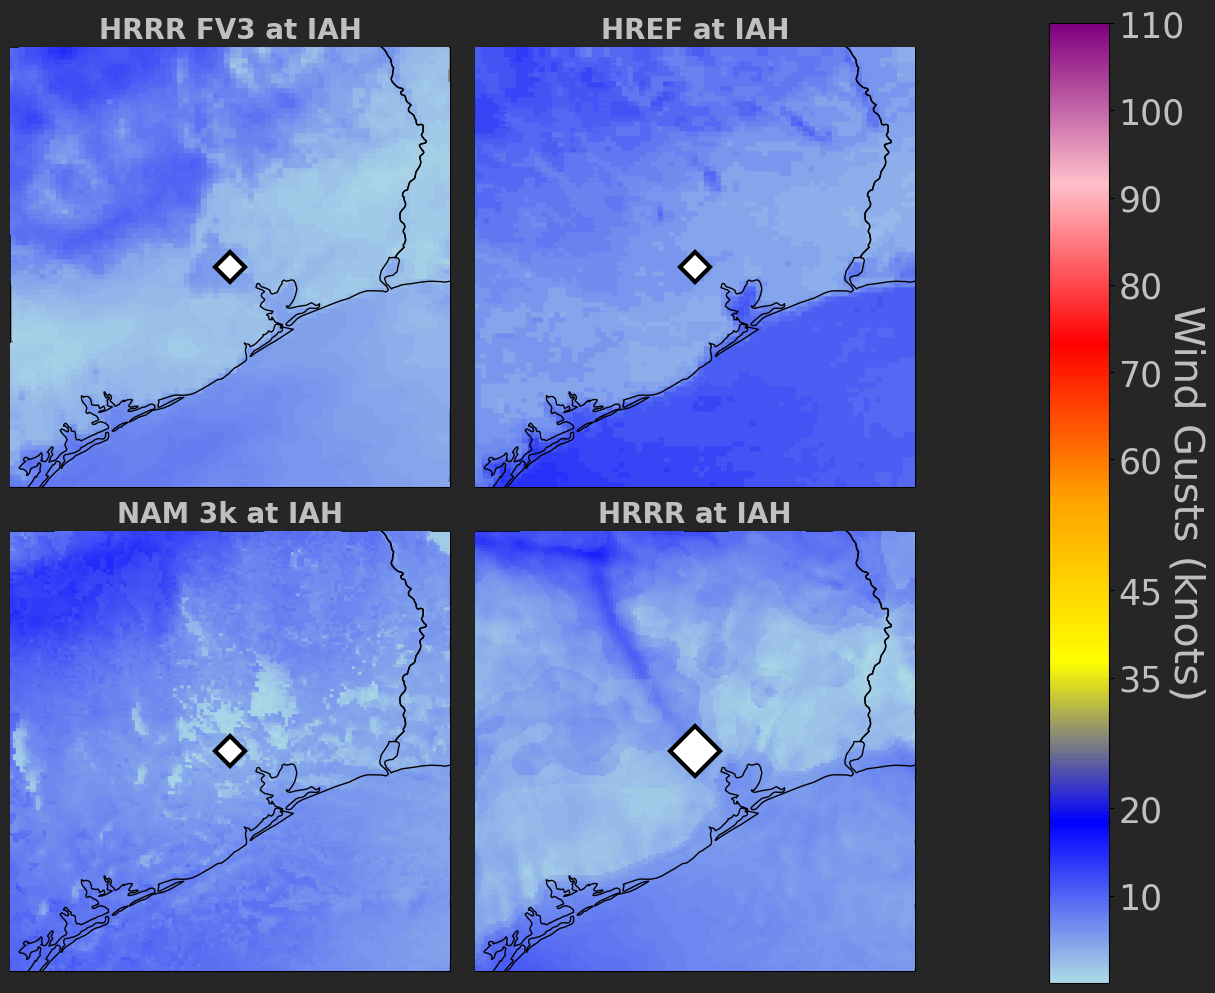 HRRR FV3 at IAH
HREF at IAH
NAM 3k at IAH
HRRR at IAH
110
100
90
80
70
60
45
35
20
10
Wind Gusts (knots)